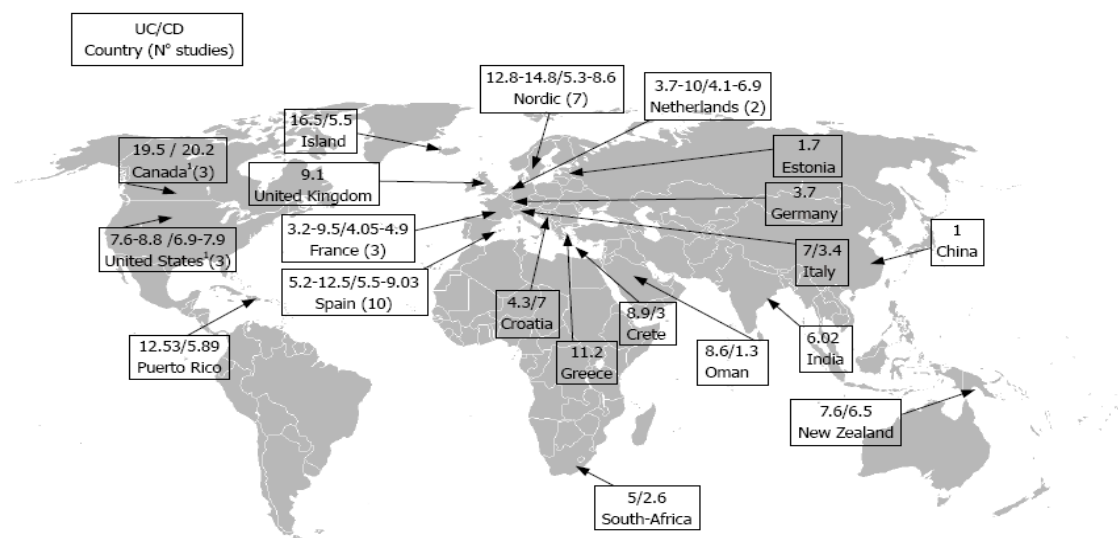 UC/CD
Country (N° studies)
12.8-14.8/5.3-8.6
Nordic (7)
3.7-10/4.1-6.9
Netherlands (2)
16.5/5.5
Island
19.5 / 20.2
Canada¹(3)
1.7
Estonia
9.1
United Kingdom
3.7
Germany
3.2-9.5/4.05-4.9
France (3)
7.6-8.8 /6.9-7.9
United States¹(3)
7/3.4
Italy
1
China
5.2-12.5/5.5-9.03
Spain (10)
4.3/7
Croatia
8.9/3
Crete
12.53/5.89
Puerto Rico
11.2
Greece
8.6/1.3
Oman
6.02
India
7.6/6.5
New Zealand
5/2.6
South-Africa